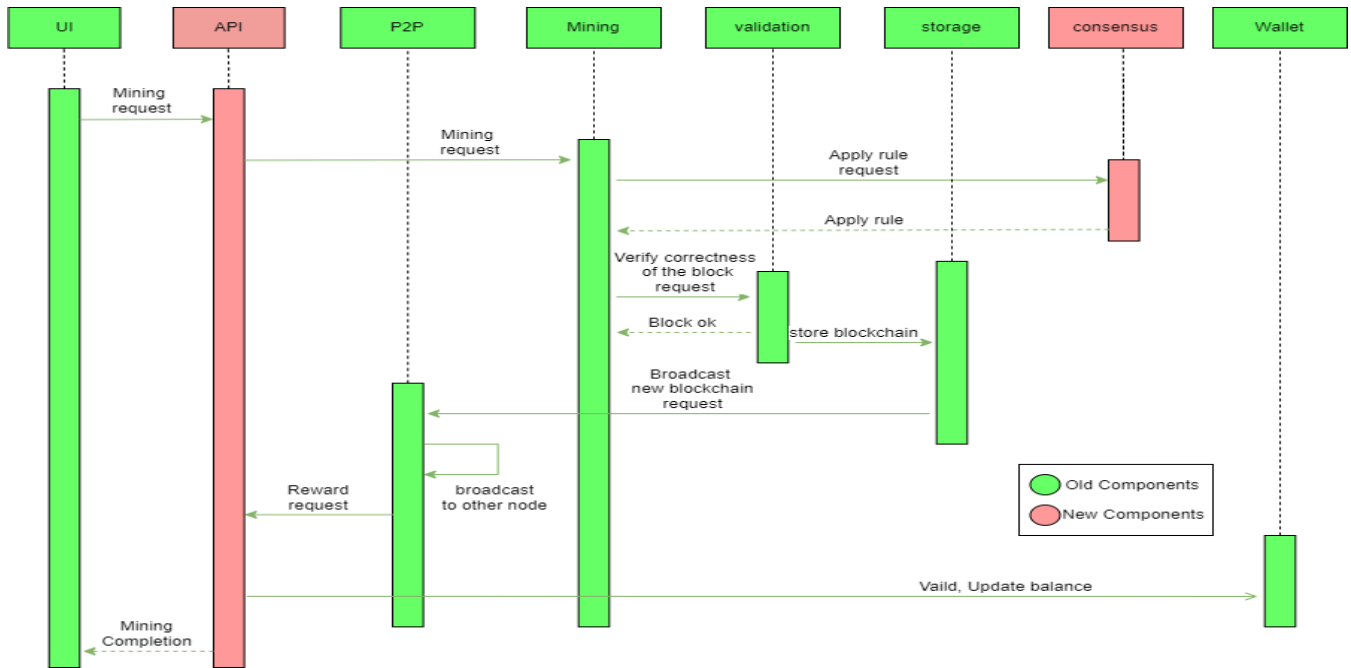 UI
API
P2P
Mining
validation
storage
consensus
Wallet
Mining
request
Mining
request
Apply rule
request
Apply rule
Verify correctness
of the block
request
Block ok
store blockchain
Broadcast
new blockchain
request
broadcast
to other node
Reward
request
Old Components
New Components
Vaild, Update balance
Mining
Completion